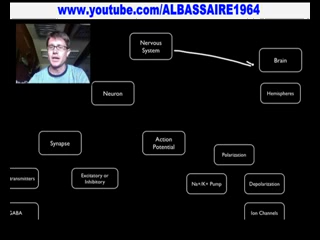 www.youtube.com/ALBASSAIRE1964
Nervous
System
Brain
Neuron
Hemispheres
Synapse
Action
Potential
Polarization
Excitatory or
Inhibitory
Na+/K+ Pump
Depolarization
GABA
Ion Channels